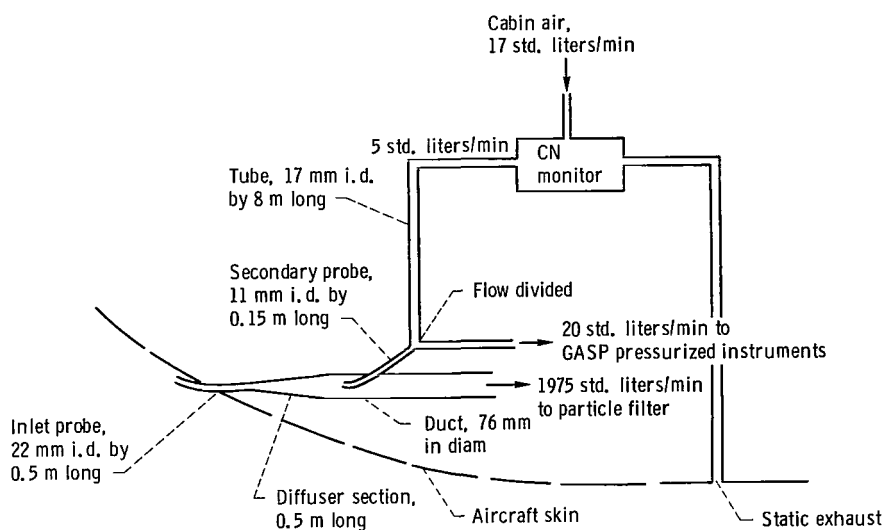 Cabin air,
17 std. liters/min
5 std. liters/min
CN
monitor
Tube, 17 mm i.d.
by 8 m long
Secondary probe,
11 mm i.d. by
0.15 m long
Flow divided
20 std. liters/min to
GASP pressurized instruments
1975 std. liters/min
to particle filter
Inlet probe,
22 mm i.d. by
0.5 m long
Duct, 76 mm
in diam
Diffuser section,
0.5 m long
Aircraft skin
Static exhaust